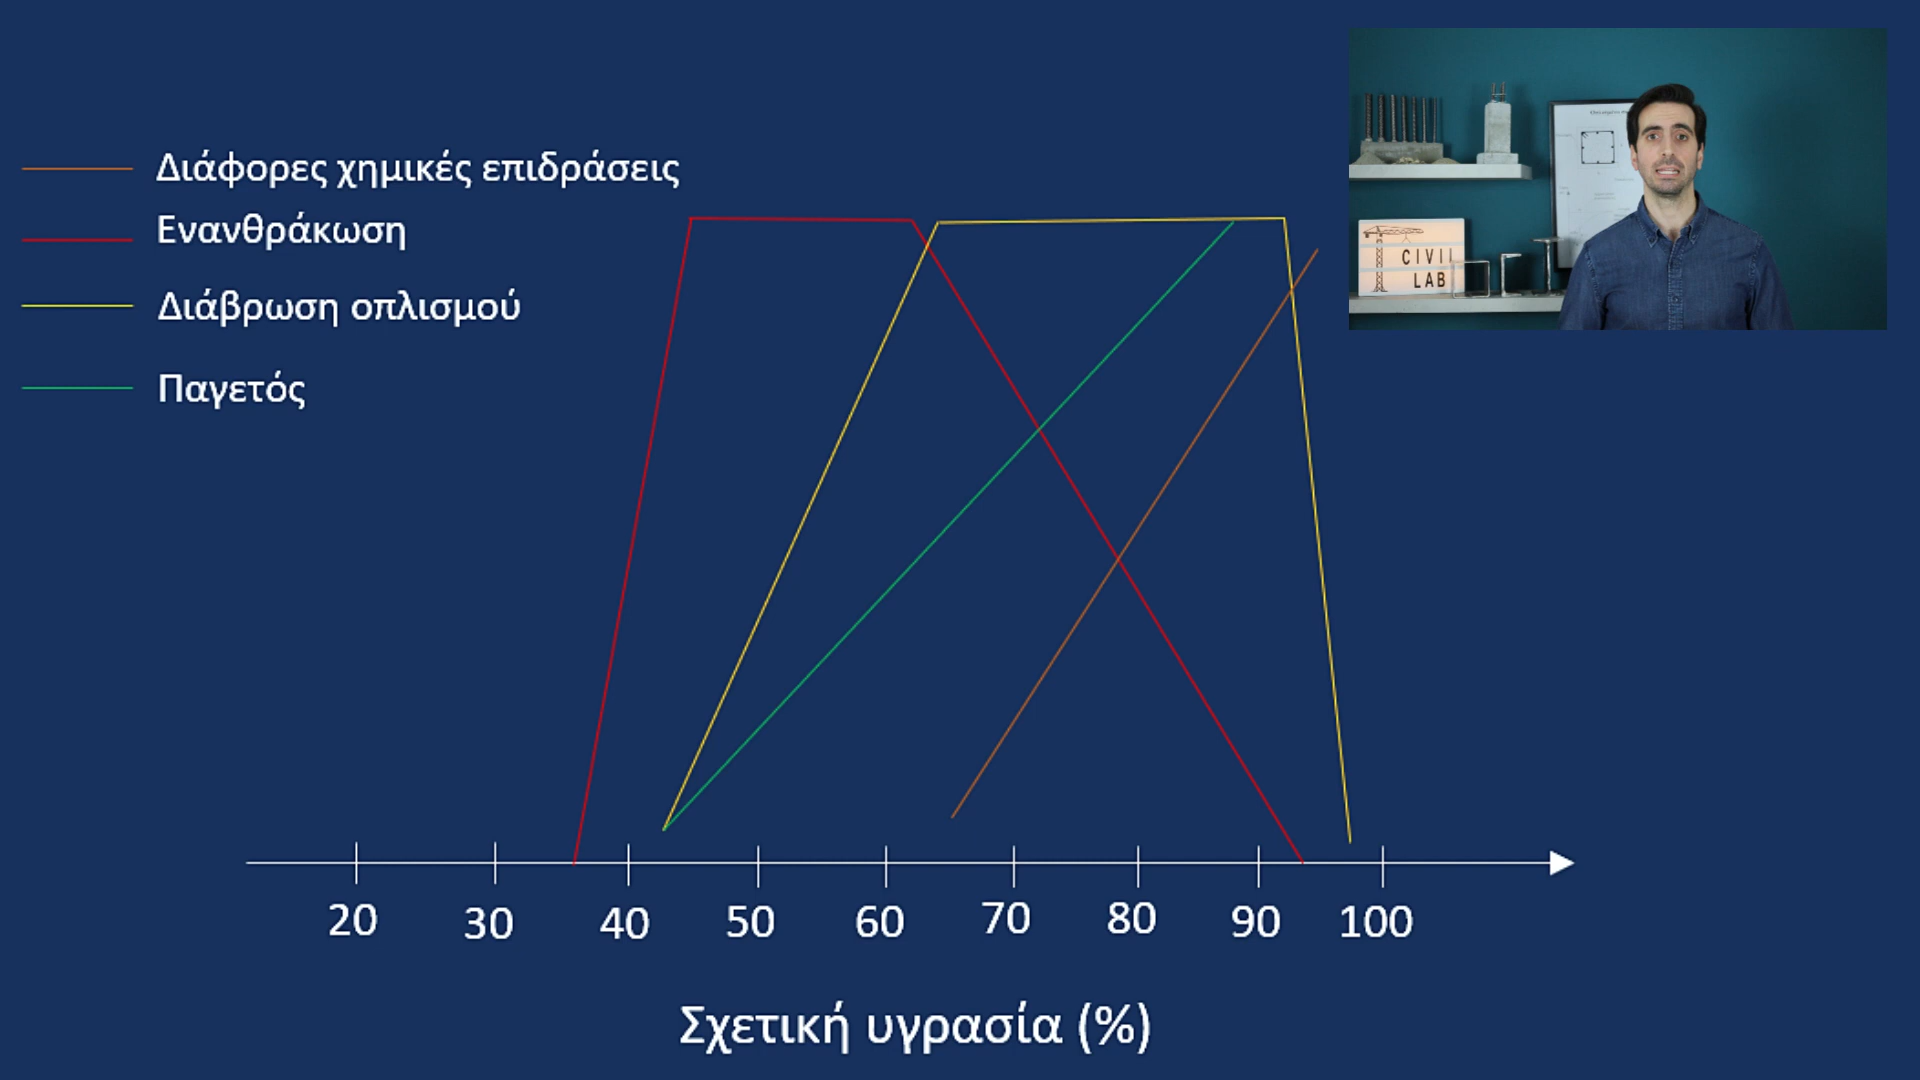 Διάφορες χημικές επιδράσεις
Ενανθράκωση
Διάβρωση οπλισμού
Παγετός
CIVIL
LAB
20 30 40 50 60 70 80 90 100
Σχετική υγρασία (%)